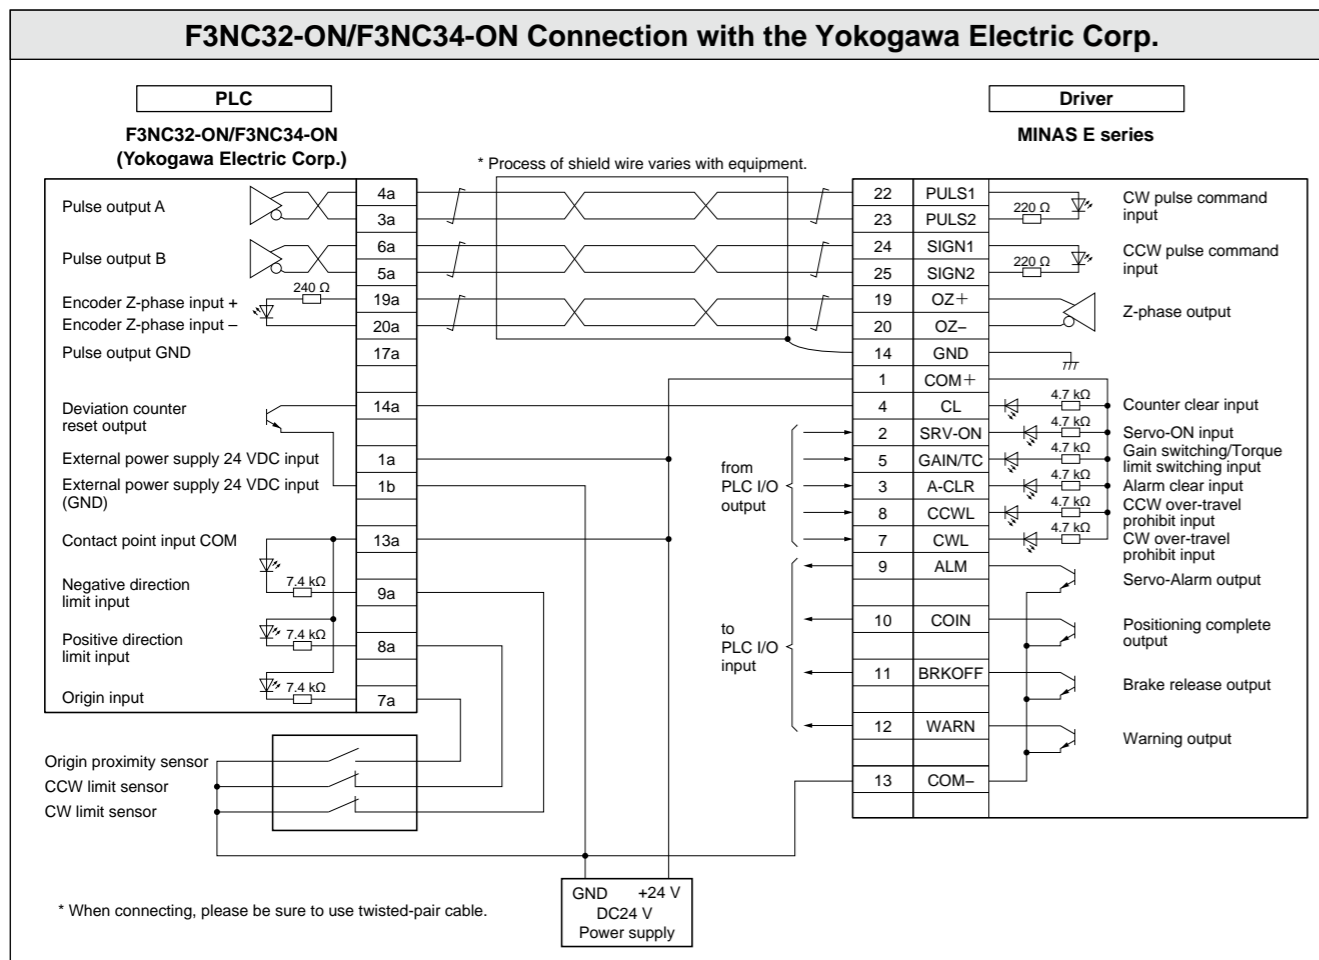 F3NC32-ON/F3NC34-ON Connection with the Yokogawa Electric Corp.
PLC
Driver
F3NC32-ON/F3NC34-ON
(Yokogawa Electric Corp.)
MINAS E series
* Process of shield wire varies with equipment.
Pulse output A
4a
3a
Pulse output B
6a
5a
240 Ω
Encoder Z-phase input +
19a
Encoder Z-phase input –
20a
Pulse output GND
17a
Deviation counter
reset output
14a
External power supply 24 VDC input
1a
External power supply 24 VDC input
(GND)
1b
Contact point input COM
13a
Negative direction
limit input
7.4 kΩ
9a
Positive direction
limit input
7.4 kΩ
8a
Origin input
7.4 kΩ
7a
22 PULS1
23 PULS2
220 Ω
CW pulse command
input
24 SIGN1
25 SIGN2
220 Ω
CCW pulse command
input
19 OZ+
20 OZ–
Z-phase output
14 GND
1 COM+
4 CL
4.7 kΩ
Counter clear input
2 SRV-ON
4.7 kΩ
Servo-ON input
5 GAIN/TC
4.7 kΩ
Gain switching/Torque
limit switching input
3 A-CLR
4.7 kΩ
Alarm clear input
8 CCWL
4.7 kΩ
CCW over-travel
prohibit input
7 CWL
4.7 kΩ
CW over-travel
prohibit input
from
PLC I/O
output
9 ALM
Servo-Alarm output
10 COIN
Positioning complete
output
11 BRKOFF
Brake release output
12 WARN
Warning output
13 COM–
to
PLC I/O
input
Origin proximity sensor
CCW limit sensor
CW limit sensor
GND +24 V
DC24 V
Power supply
* When connecting, please be sure to use twisted-pair cable.